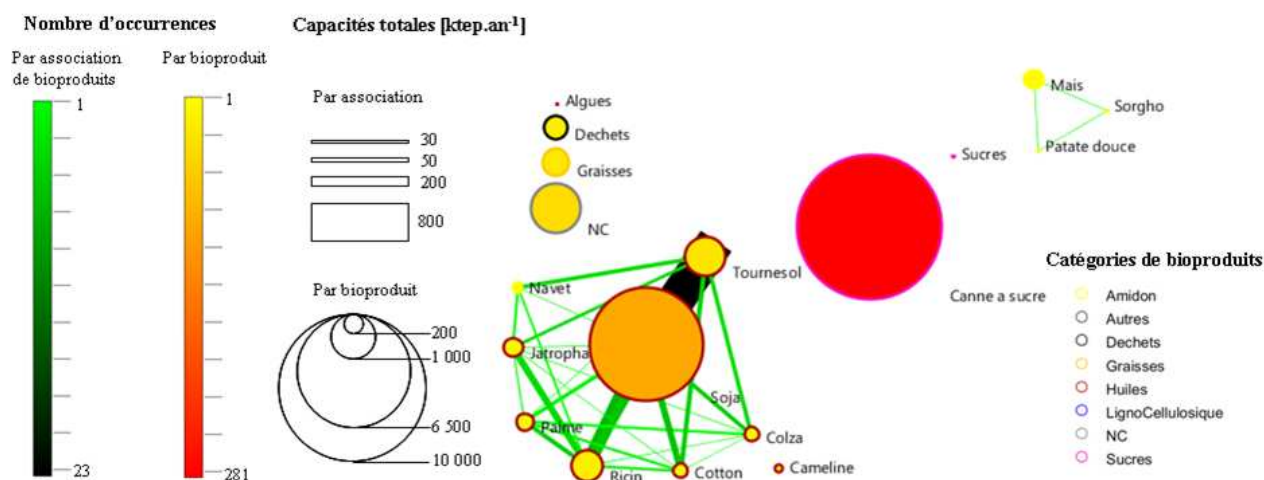 Nombre d'occurrences
Par association
de bioproduits
Par bioproduit
1
23
1
281
Capacités totales [ktep.an-1]
Par association
30
50
200
800
Par bioproduit
200
1 000
6 500
10 000
Algues
Dechets
Graisses
NC
Navet
Jatropha
Palme
Ricin
Cotton
Colza
Cameline
Soja
Tournesol
Canne a sucre
Sucres
Mais
Sorgho
Patate douce
Catégories de bioproduits
Amidon
Autres
Dechets
Graisses
Huiles
LignoCellulosique
NC
Sucres